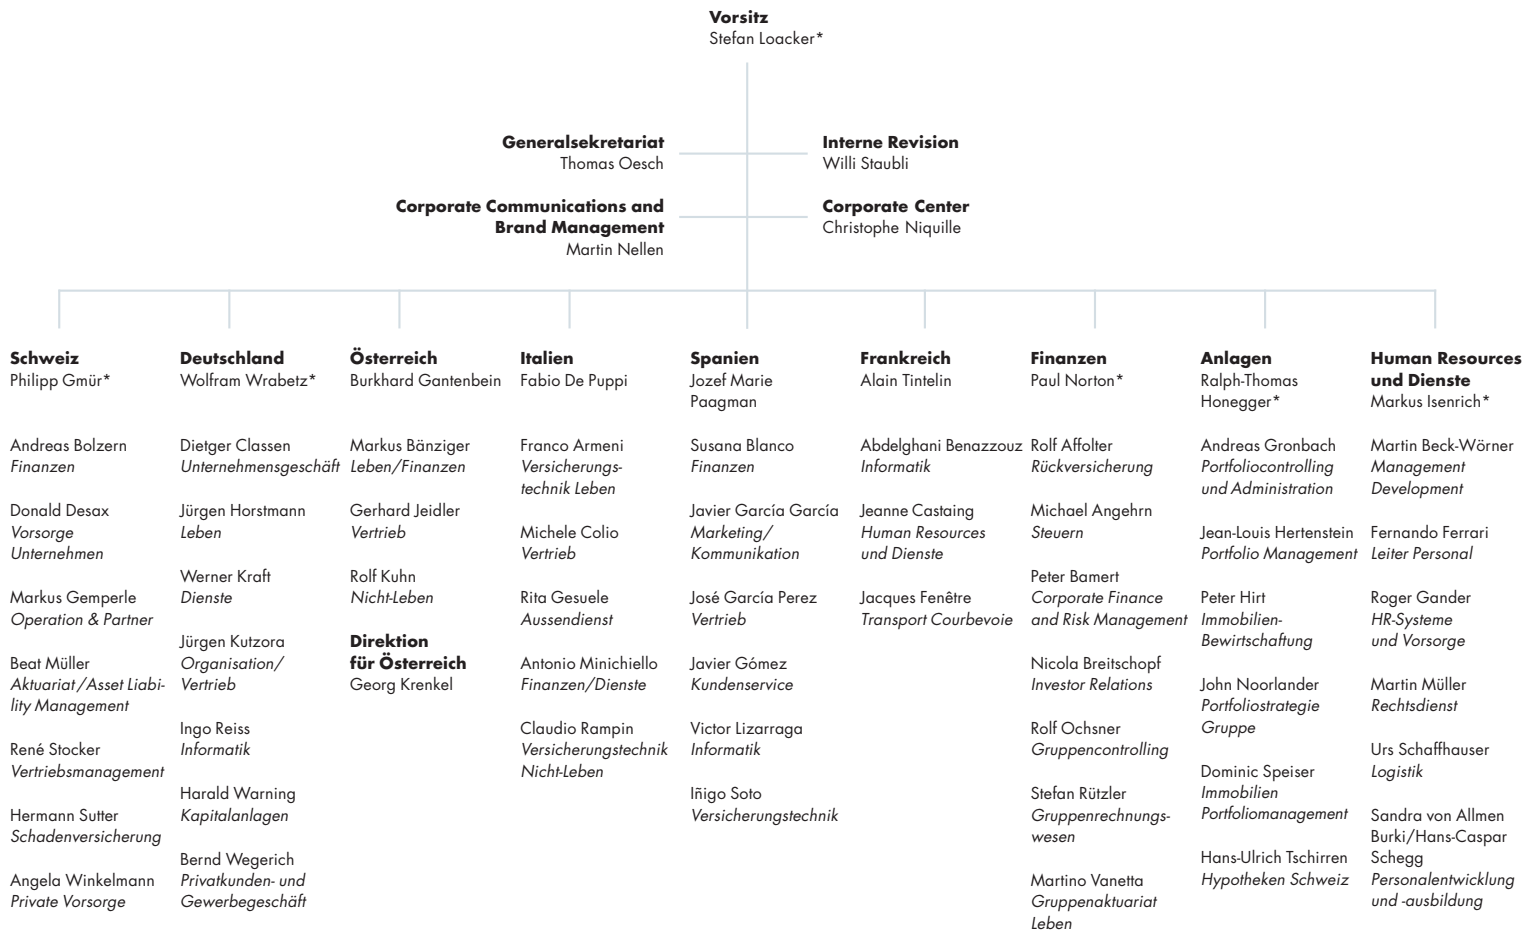 Vorsitz
Stefan Loacker*
Generalsekretariat
Thomas Oesch
Interne Revision
Willi Staubli
Corporate Communications and
Brand Management
Martin Nellen
Corporate Center
Christophe Niquille
Schweiz
Philipp Gmür*
Andreas Bolzern
Finanzen
Donald Desax
Vorsorge
Unternehmen
Markus Gemperle
Operation & Partner
Beat Müller
Aktuariat/Asset Liabi-
lity Management
René Stocker
Vertriebsmanagement
Hermann Sutter
Schadenversicherung
Angela Winkelmann
Private Vorsorge
Deutschland
Wolfram Wrabetz*
Dietger Classen
Unternehmensgeschäft
Jürgen Horstmann
Leben
Werner Kraft
Dienste
Jürgen Kutzora
Organisation/
Vertrieb
Ingo Reiss
Informatik
Harald Warning
Kapitalanlagen
Bernd Wegerich
Privatkunden- und
Gewerbegeschäft
Österreich
Burkhard Gantenbein
Markus Bänziger
Leben/Finanzen
Gerhard Jeidler
Vertrieb
Rolf Kuhn
Nicht-Leben
Direktion
für Österreich
Georg Krenkel
Italien
Fabio De Puppi
Franco Armeni
Versicherungs-
technik Leben
Michele Colio
Vertrieb
Rita Gesuele
Aussendienst
Antonio Minichiello
Finanzen/Dienste
Claudio Rampin
Versicherungstechnik
Nicht-Leben
Spanien
Jozef Marie
Paagman
Susana Blanco
Finanzen
Javier García García
Marketing/
Kommunikation
José García Perez
Vertrieb
Javier Gómez
Kundenservice
Victor Lizarraga
Informatik
Iñigo Soto
Versicherungstechnik
Frankreich
Alain Tintelin
Abdelghani Benazzouz
Informatik
Jeanne Castaing
Human Resources
und Dienste
Jacques Fenêtre
Transport Courbevoie
Finanzen
Paul Norton*
Rolf Affolter
Rückversicherung
Michael Angehrn
Steuern
Peter Bamert
Corporate Finance
and Risk Management
Nicola Breitschopf
Investor Relations
Rolf Ochsner
Gruppencontrolling
Stefan Rützler
Gruppenrechnungs-
wesen
Martino Vanetta
Gruppenaktuariat
Leben
Anlagen
Ralph-Thomas
Honegger*
Andreas Gronbach
Portfoliocontrolling
und Administration
Jean-Louis Hertenstein
Portfolio Management
Peter Hirt
Immobilien-
Bewirtschaftung
John Noorlander
Portfoliostrategie
Gruppe
Dominic Speiser
Immobilien
Portfoliomanagement
Hans-Ulrich Tschirren
Hypotheken Schweiz
Human Resources
und Dienste
Markus Isenrich*
Martin Beck-Wörner
Management
Development
Fernando Ferrari
Leiter Personal
Roger Gander
HR-Systeme
und Vorsorge
Martin Müller
Rechtsdienst
Urs Schaffhauser
Logistik
Sandra von Allmen
Burki/Hans-Caspar
Schegg
Personalentwicklung
und -ausbildung